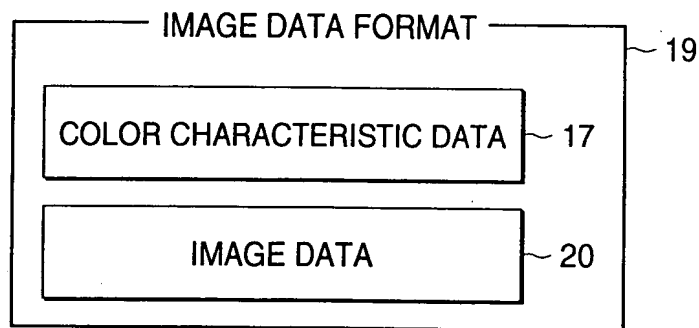 IMAGE DATA FORMAT
19
COLOR CHARACTERISTIC DATA
17
IMAGE DATA
20